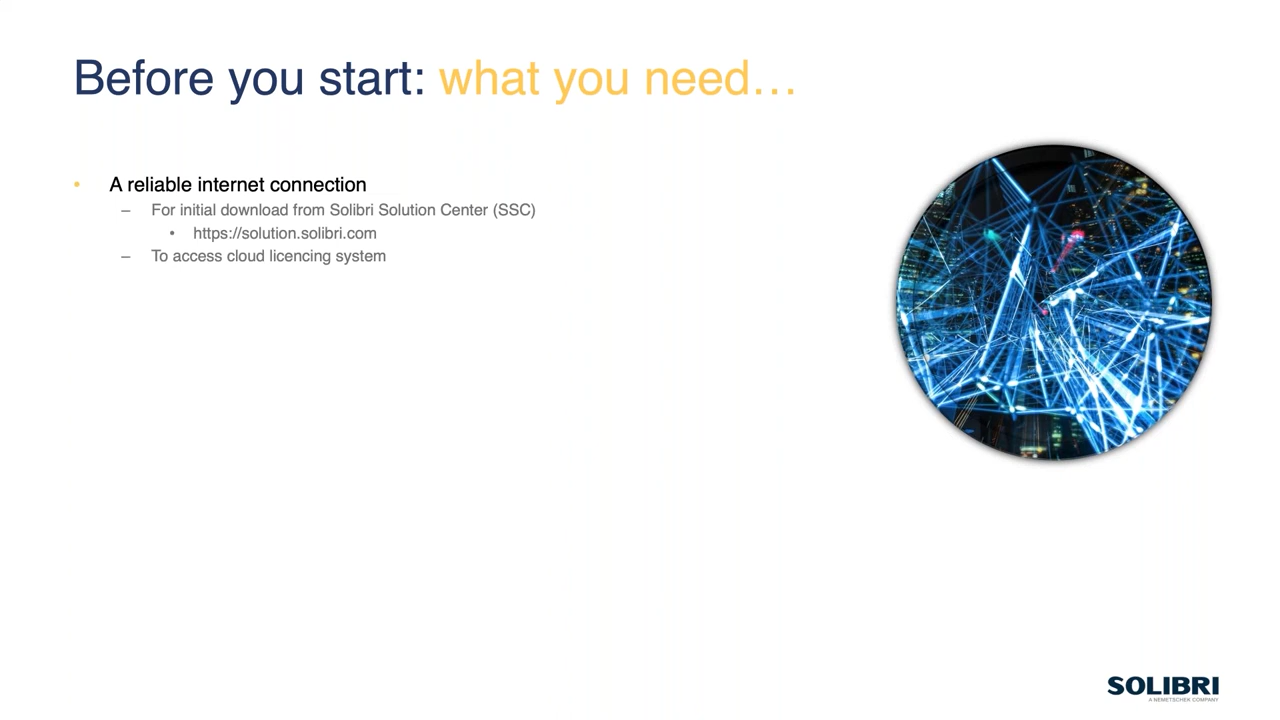 Before you start: what you need…
• A reliable internet connection
– For initial download from Solibri Solution Center (SSC)
• https://solution.solibri.com
– To access cloud licencing system
SOLIBRI
A NEMETSCHEK COMPANY